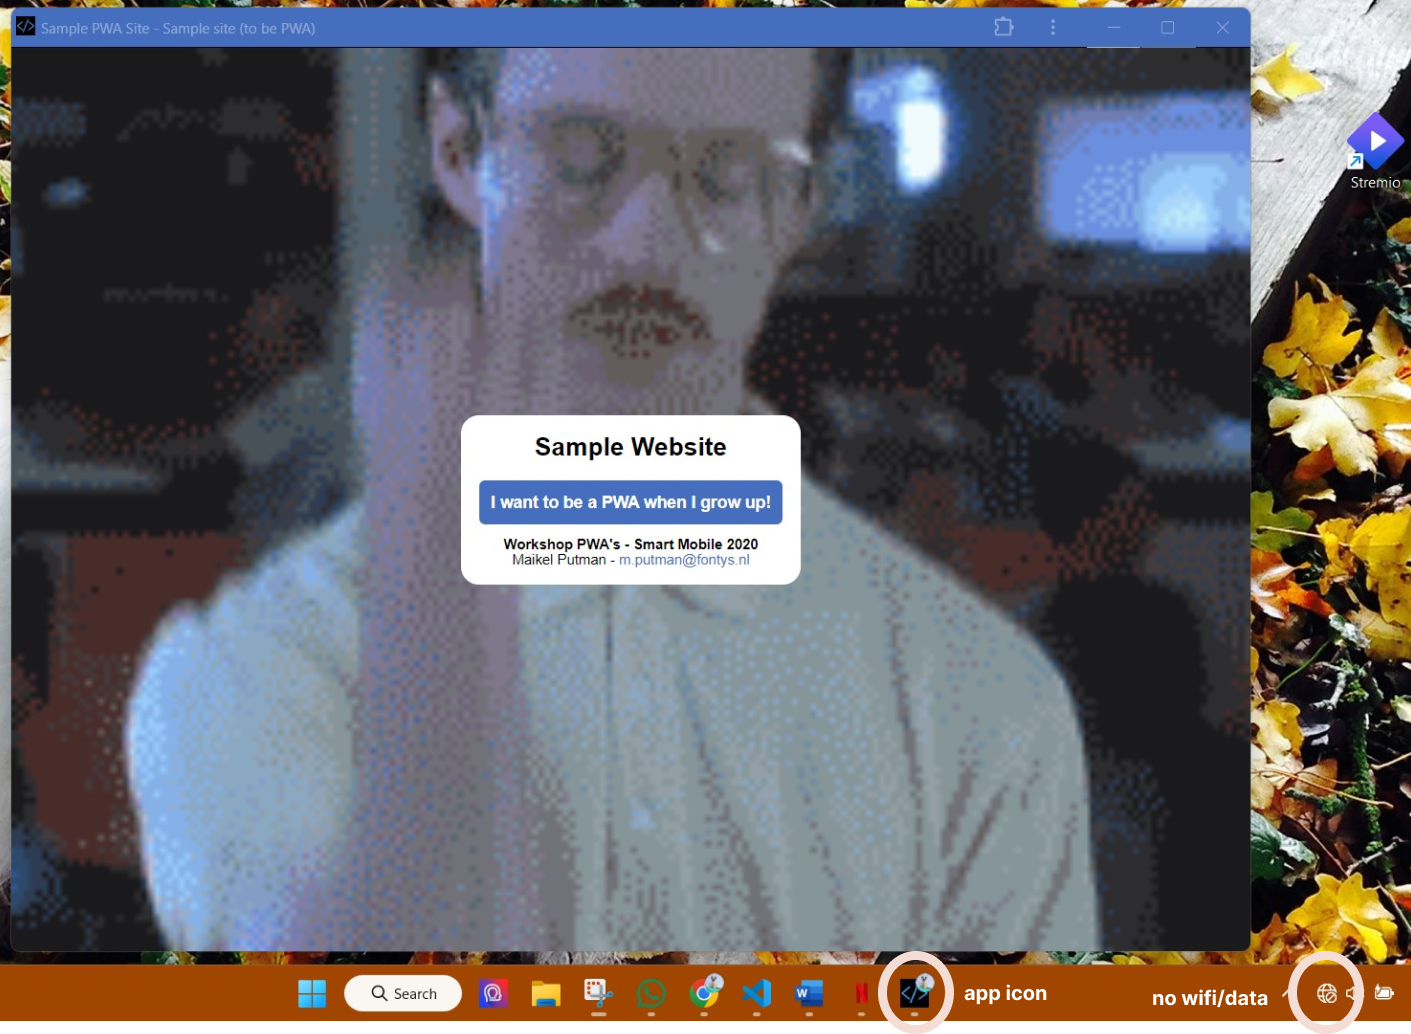 Sample PWA Site - Sample site (to be PWA)
Stremio
Sample Website
I want to be a PWA when I grow up!
Workshop PWA's - Smart Mobile 2020
Maikel Putman - m.putman@fontys.nl
Search
app icon
no wifi/data